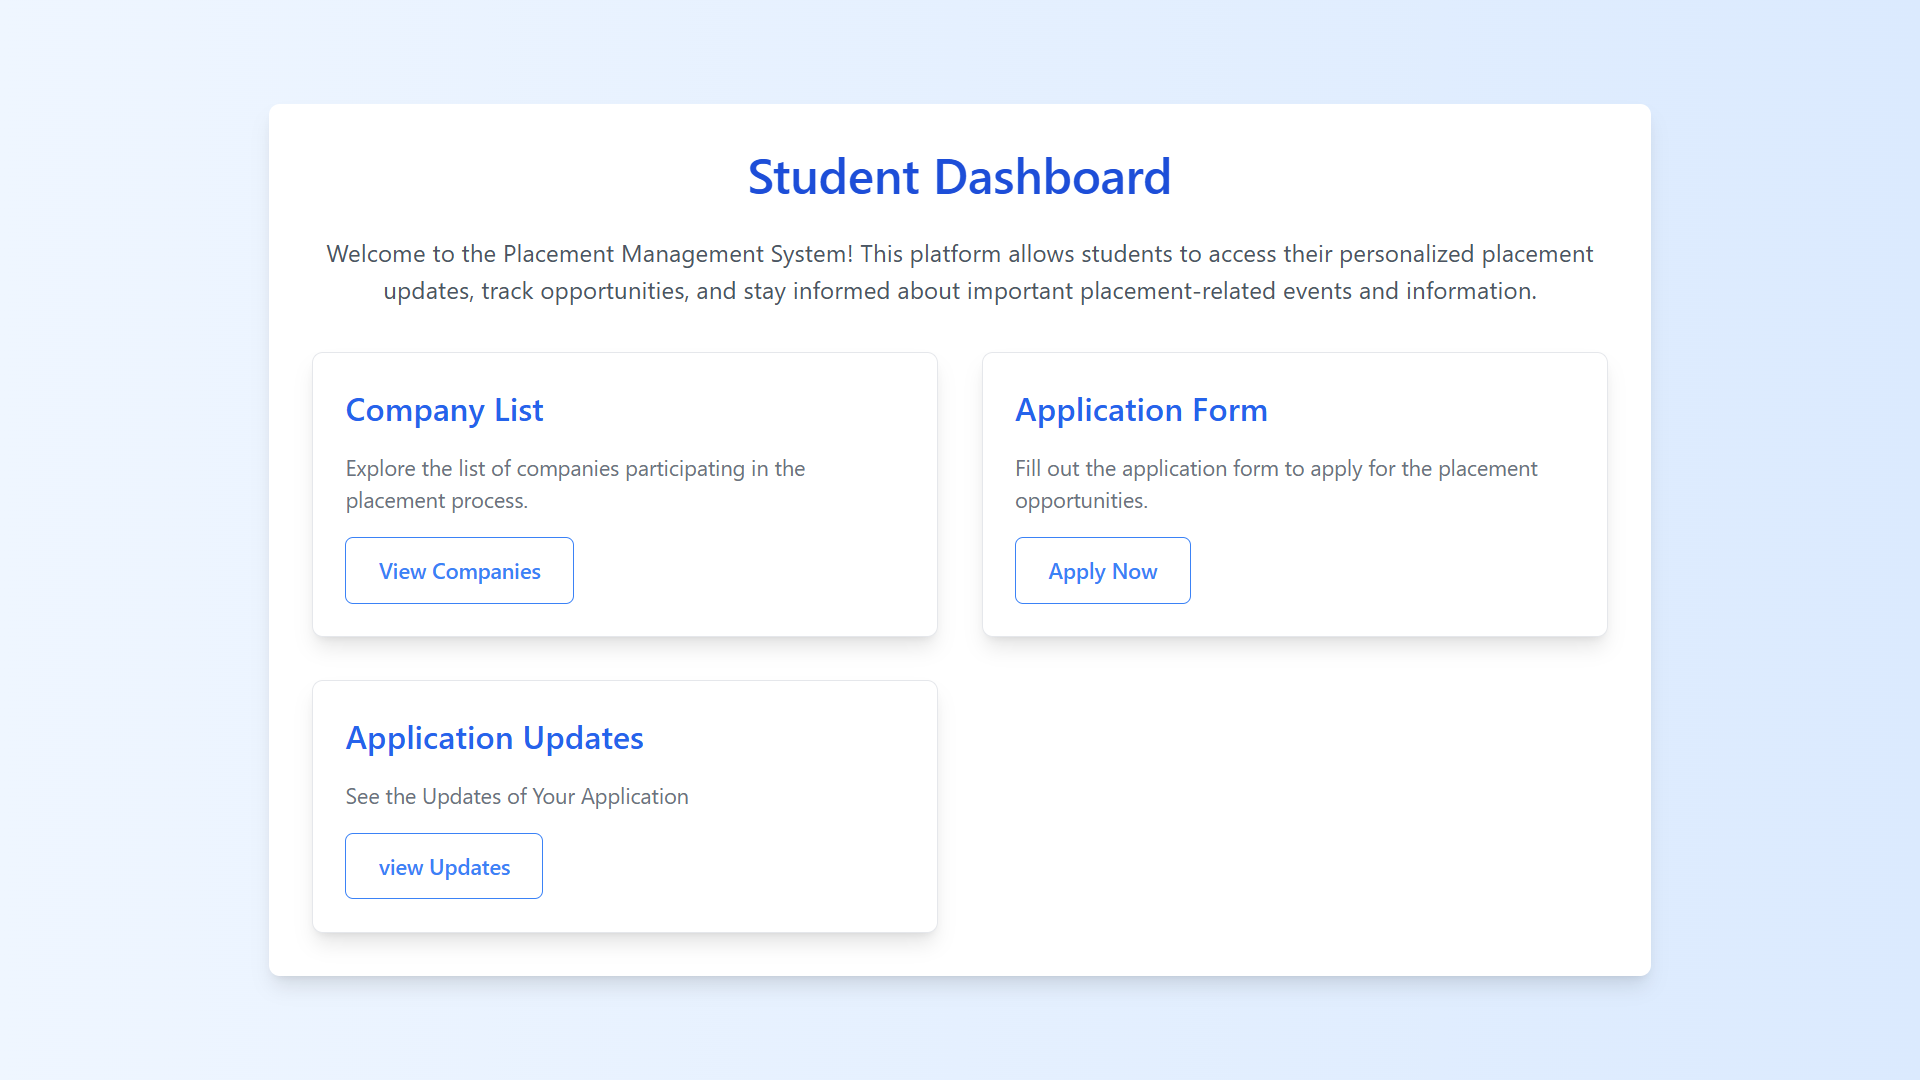 Student Dashboard
Welcome to the Placement Management System! This platform allows students to access their personalized placement
updates, track opportunities, and stay informed about important placement-related events and information.
Company List
Explore the list of companies participating in the
placement process.
View Companies
Application Form
Fill out the application form to apply for the placement
opportunities.
Apply Now
Application Updates
See the Updates of Your Application
view Updates